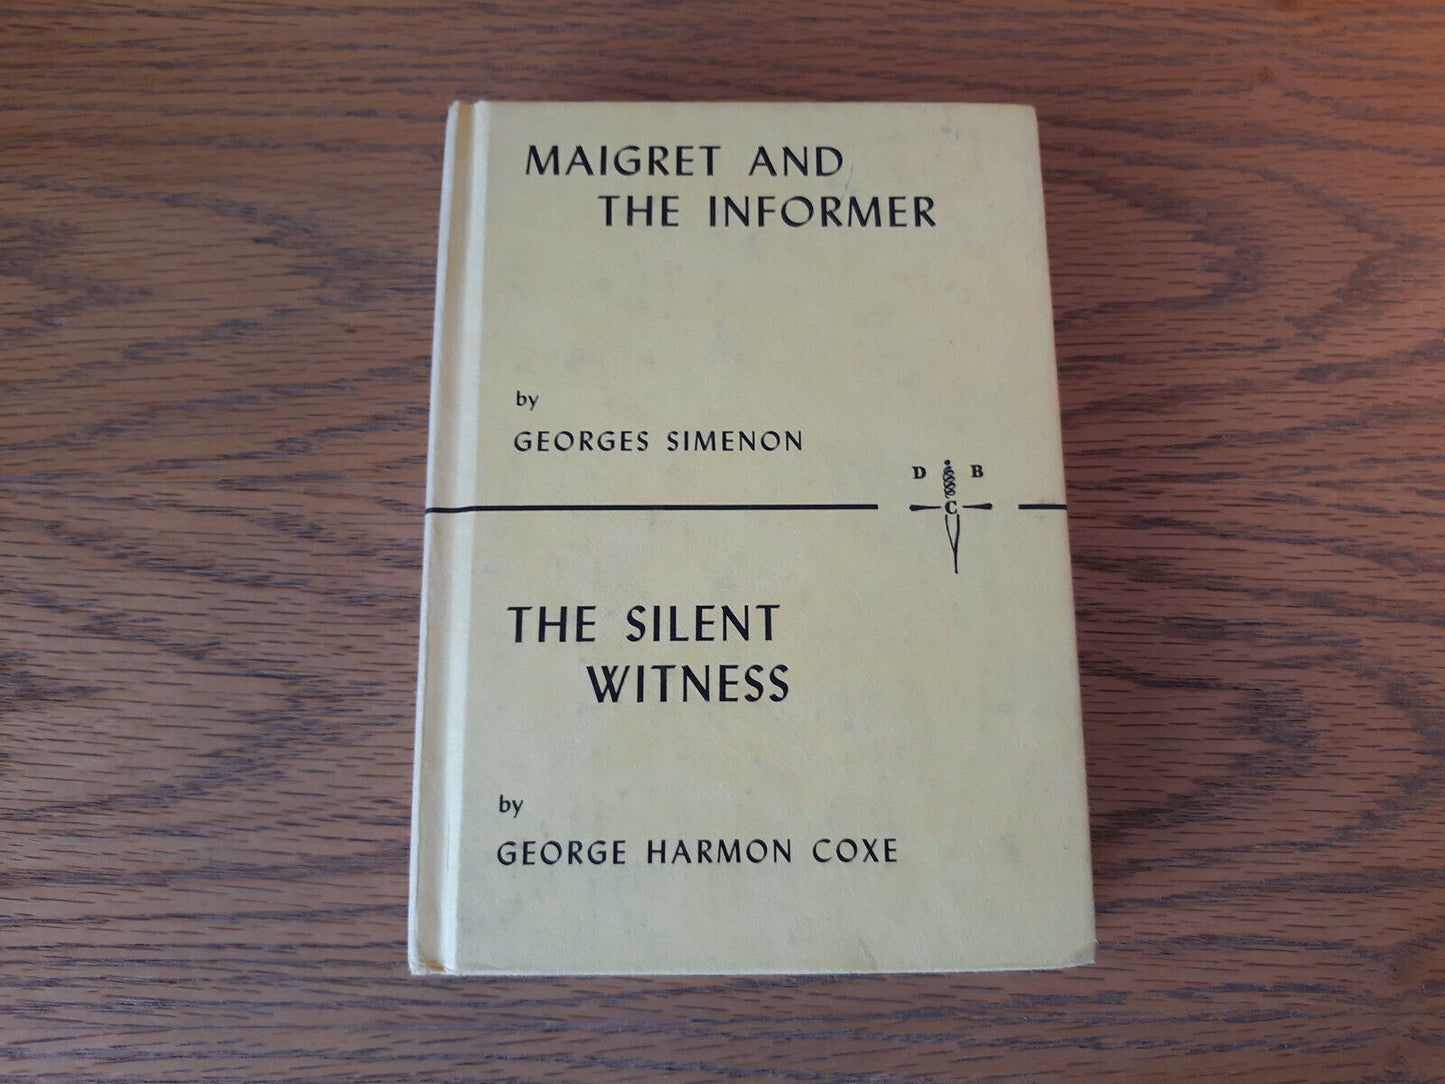 MAIGRET AND
THE INFORMER
by
GEORGES SIMENON
D B
C
THE SILENT
WITNESS
by
GEORGE HARMON COXE